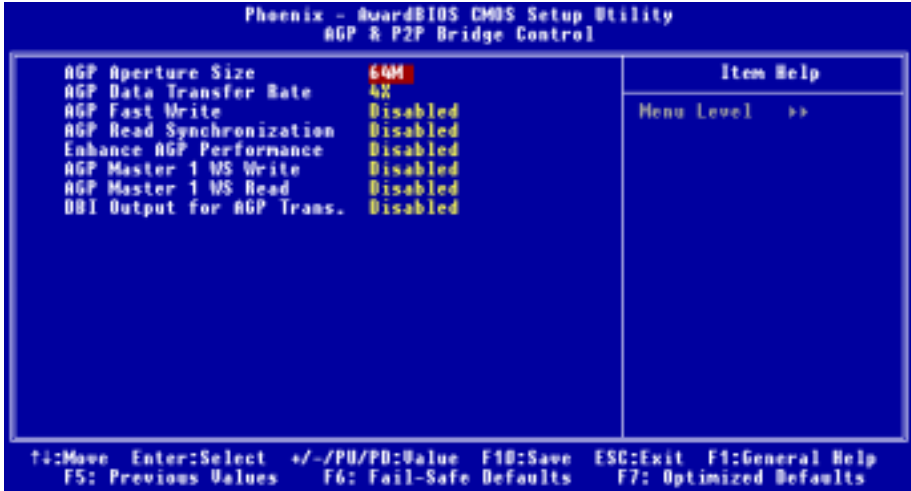 Phoenix - AwardBIOS CMOS Setup Utility
AGP & P2P Bridge Control
AGP Aperture Size 64M
AGP Data Transfer Rate 4X
AGP Fast Write Disabled
AGP Read Synchronization Disabled
Enhance AGP Performance Disabled
AGP Master 1 WS Write Disabled
AGP Master 1 WS Read Disabled
DBI Output for AGP Trans. Disabled
Item Help
Menu Level ▸▸
↑↓:Move Enter:Select +/-/PU/PD:Value F10:Save ESC:Exit F1:General Help
F5: Previous Values F6: Fail-Safe Defaults F7: Optimized Defaults